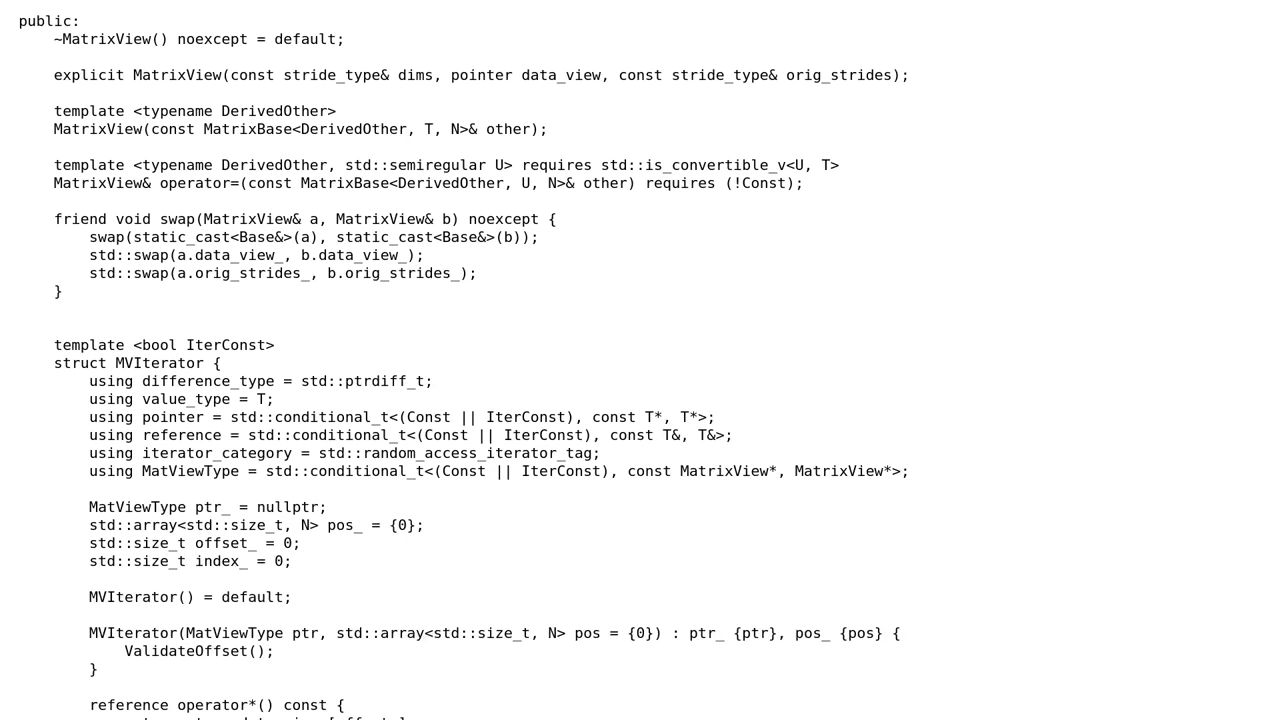 public:
    ~MatrixView() noexcept = default;

    explicit MatrixView(const stride_type& dims, pointer data_view, const stride_type& orig_strides);

    template <typename DerivedOther>
    MatrixView(const MatrixBase<DerivedOther, T, N>& other);

    template <typename DerivedOther, std::semiregular U> requires std::is_convertible_v<U, T>
    MatrixView& operator=(const MatrixBase<DerivedOther, U, N>& other) requires (!Const);

    friend void swap(MatrixView& a, MatrixView& b) noexcept {
        swap(static_cast<Base&>(a), static_cast<Base&>(b));
        std::swap(a.data_view_, b.data_view_);
        std::swap(a.orig_strides_, b.orig_strides_);
    }


    template <bool IterConst>
    struct MVIterator {
        using difference_type = std::ptrdiff_t;
        using value_type = T;
        using pointer = std::conditional_t<(Const || IterConst), const T*, T*>;
        using reference = std::conditional_t<(Const || IterConst), const T&, T&>;
        using iterator_category = std::random_access_iterator_tag;
        using MatViewType = std::conditional_t<(Const || IterConst), const MatrixView*, MatrixView*>;

        MatViewType ptr_ = nullptr;
        std::array<std::size_t, N> pos_ = {0};
        std::size_t offset_ = 0;
        std::size_t index_ = 0;

        MVIterator() = default;

        MVIterator(MatViewType ptr, std::array<std::size_t, N> pos = {0}) : ptr_ {ptr}, pos_ {pos} {
            ValidateOffset();
        }

        reference operator*() const {